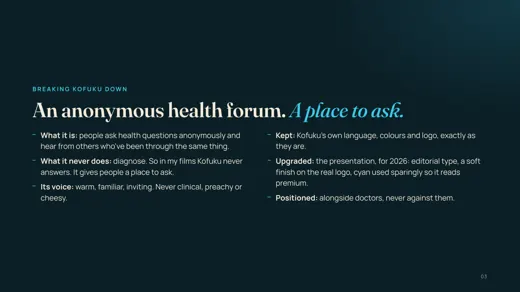 BREAKING KOFUKU DOWN
An anonymous health forum. A place to ask.
– What it is: people ask health questions anonymously and
hear from others who've been through the same thing.
– What it never does: diagnose. So in my films Kofuku never
answers. It gives people a place to ask.
– Its voice: warm, familiar, inviting. Never clinical, preachy or
cheesy.
– Kept: Kofuku's own language, colours and logo, exactly as
they are.
– Upgraded: the presentation, for 2026: editorial type, a soft
finish on the real logo, cyan used sparingly so it reads
premium.
– Positioned: alongside doctors, never against them.
03